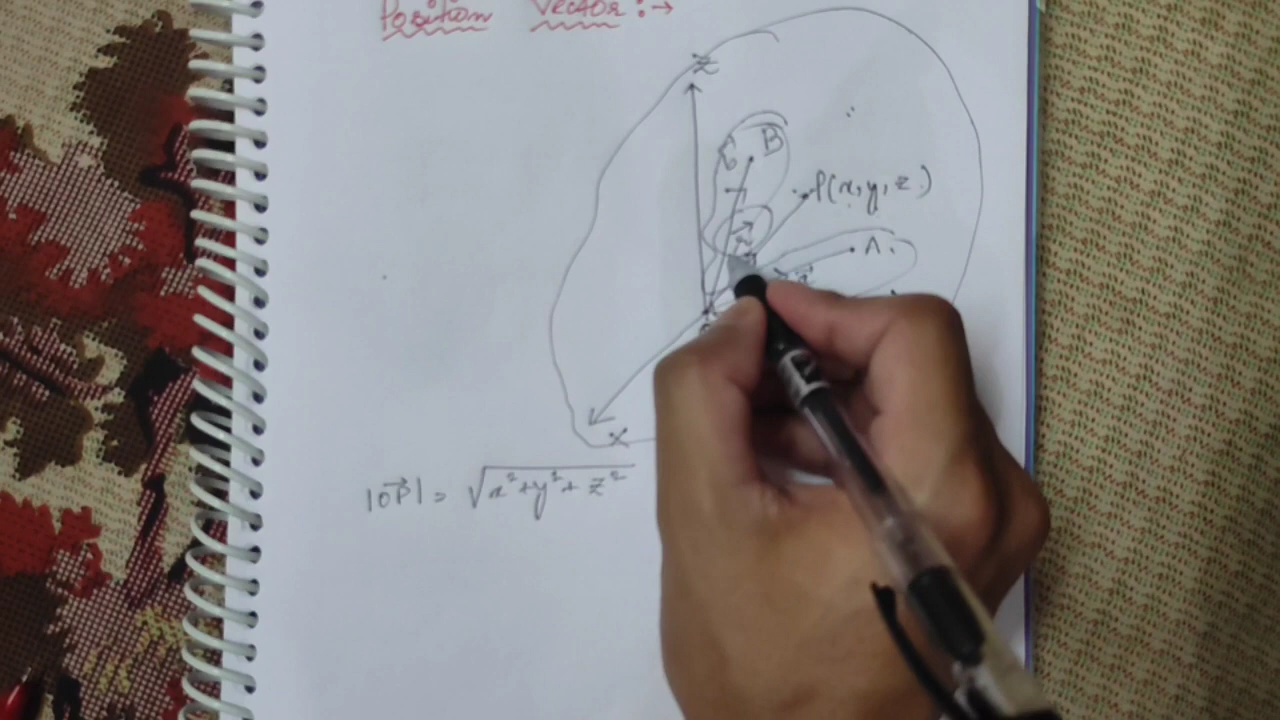 Position Vector :→
Z
B
C
P(x, y, z)
A
X
|OP| = √x²+y²+z²